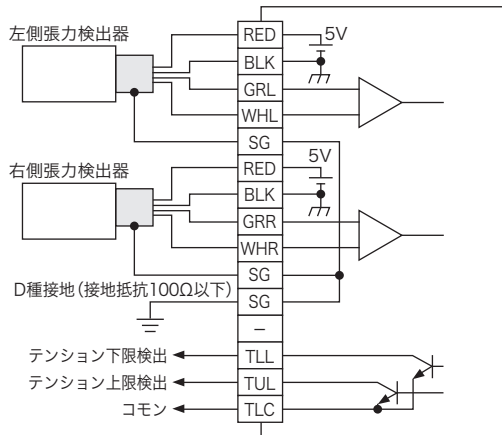 左側張力検出器
RED
5V
BLK
GRL
WHL
SG
右側張力検出器
RED
5V
BLK
GRR
WHR
SG
D種接地(接地抵抗100Ω以下)
SG
−
テンション下限検出
TLL
テンション上限検出
TUL
コモン
TLC